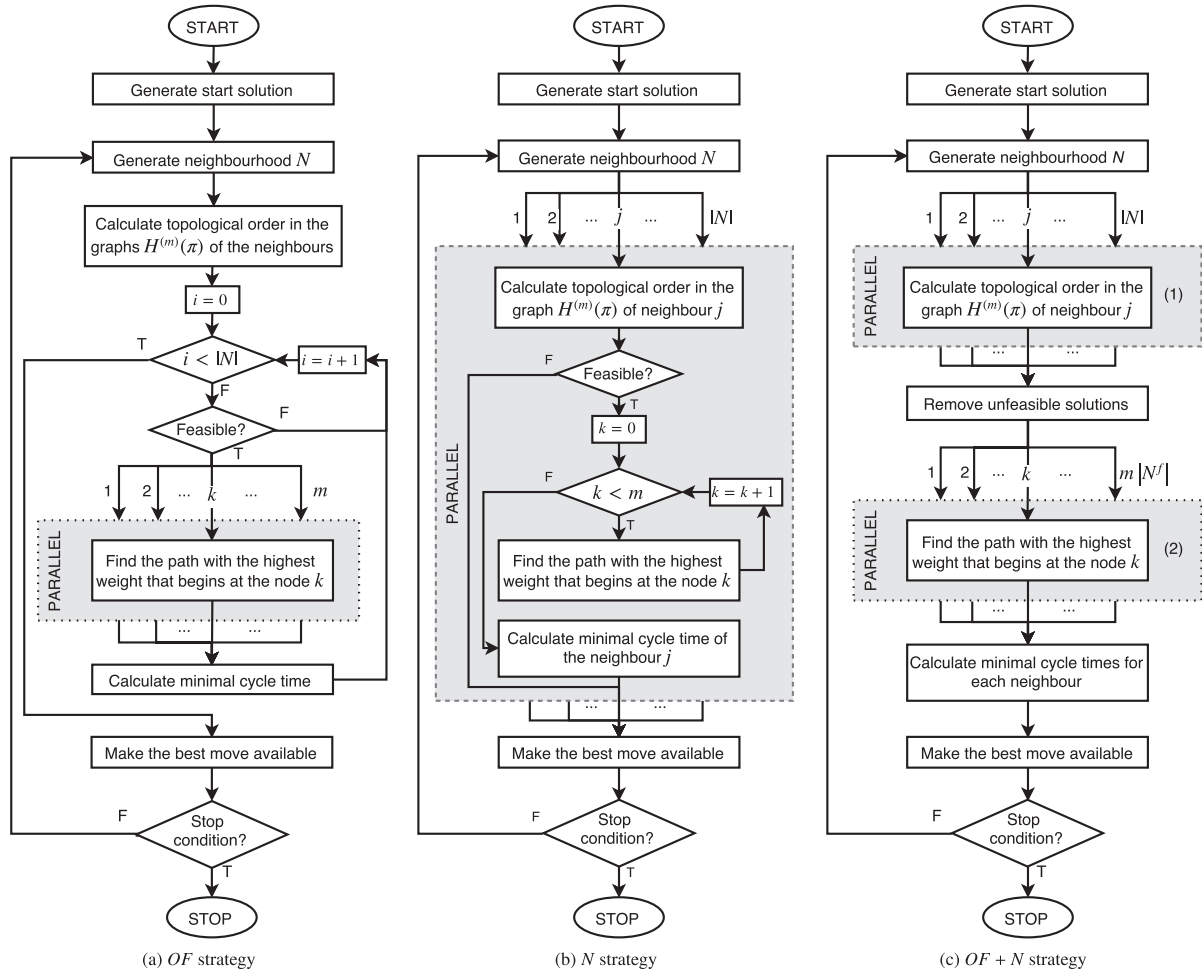 START
Generate start solution
Generate neighbourhood N
Calculate topological order in the
graphs H^(m)(π) of the neighbours
i = 0
T
i < |N|
i = i + 1
F
Feasible?
F
T
1
2
...
k
...
m
PARALLEL
Find the path with the highest
weight that begins at the node k
...
...
Calculate minimal cycle time
Make the best move available
F
Stop
condition?
T
STOP
(a) OF strategy
START
Generate start solution
Generate neighbourhood N
1
2
...
j
...
|N|
PARALLEL
Calculate topological order in the
graph H^(m)(π) of neighbour j
F
Feasible?
T
k = 0
F
k < m
k = k + 1
T
Find the path with the highest
weight that begins at the node k
Calculate minimal cycle time of
the neighbour j
...
...
Make the best move available
F
Stop
condition?
T
STOP
(b) N strategy
START
Generate start solution
Generate neighbourhood N
1
2
...
j
...
|N|
PARALLEL
Calculate topological order in the
graph H^(m)(π) of neighbour j
(1)
...
...
Remove unfeasible solutions
1
2
...
k
...
m |N^f|
PARALLEL
Find the path with the highest
weight that begins at the node k
(2)
...
...
Calculate minimal cycle times for
each neighbour
Make the best move available
F
Stop
condition?
T
STOP
(c) OF + N strategy